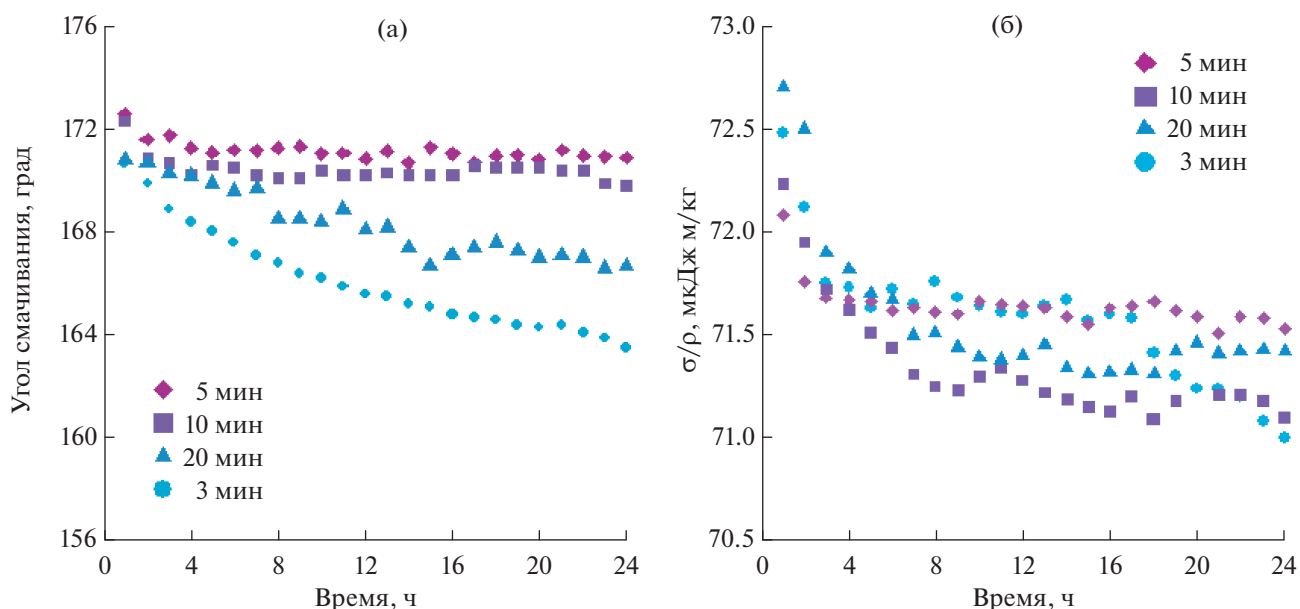 (а)
Угол смачивания, град
176
172
168
164
160
156
5 мин
10 мин
20 мин
3 мин
0 4 8 12 16 20 24
Время, ч
(б)
σ/ρ, мкДж м/кг
73.0
72.5
72.0
71.5
71.0
70.5
5 мин
10 мин
20 мин
3 мин
0 4 8 12 16 20 24
Время, ч